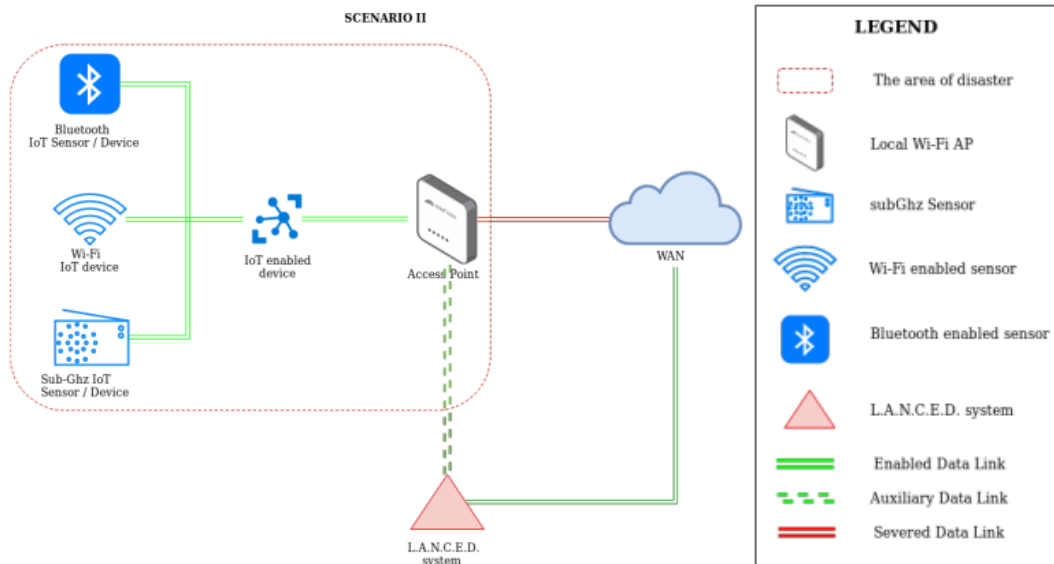 SCENARIO II
Bluetooth
IoT Sensor / Device
Wi-Fi
IoT device
Sub-Ghz IoT
Sensor / Device
IoT enabled
device
Access Point
WAN
L.A.N.C.E.D.
system
LEGEND
The area of disaster
Local Wi-Fi AP
subGhz Sensor
Wi-Fi enabled sensor
Bluetooth enabled sensor
L.A.N.C.E.D. system
Enabled Data Link
Auxiliary Data Link
Severed Data Link